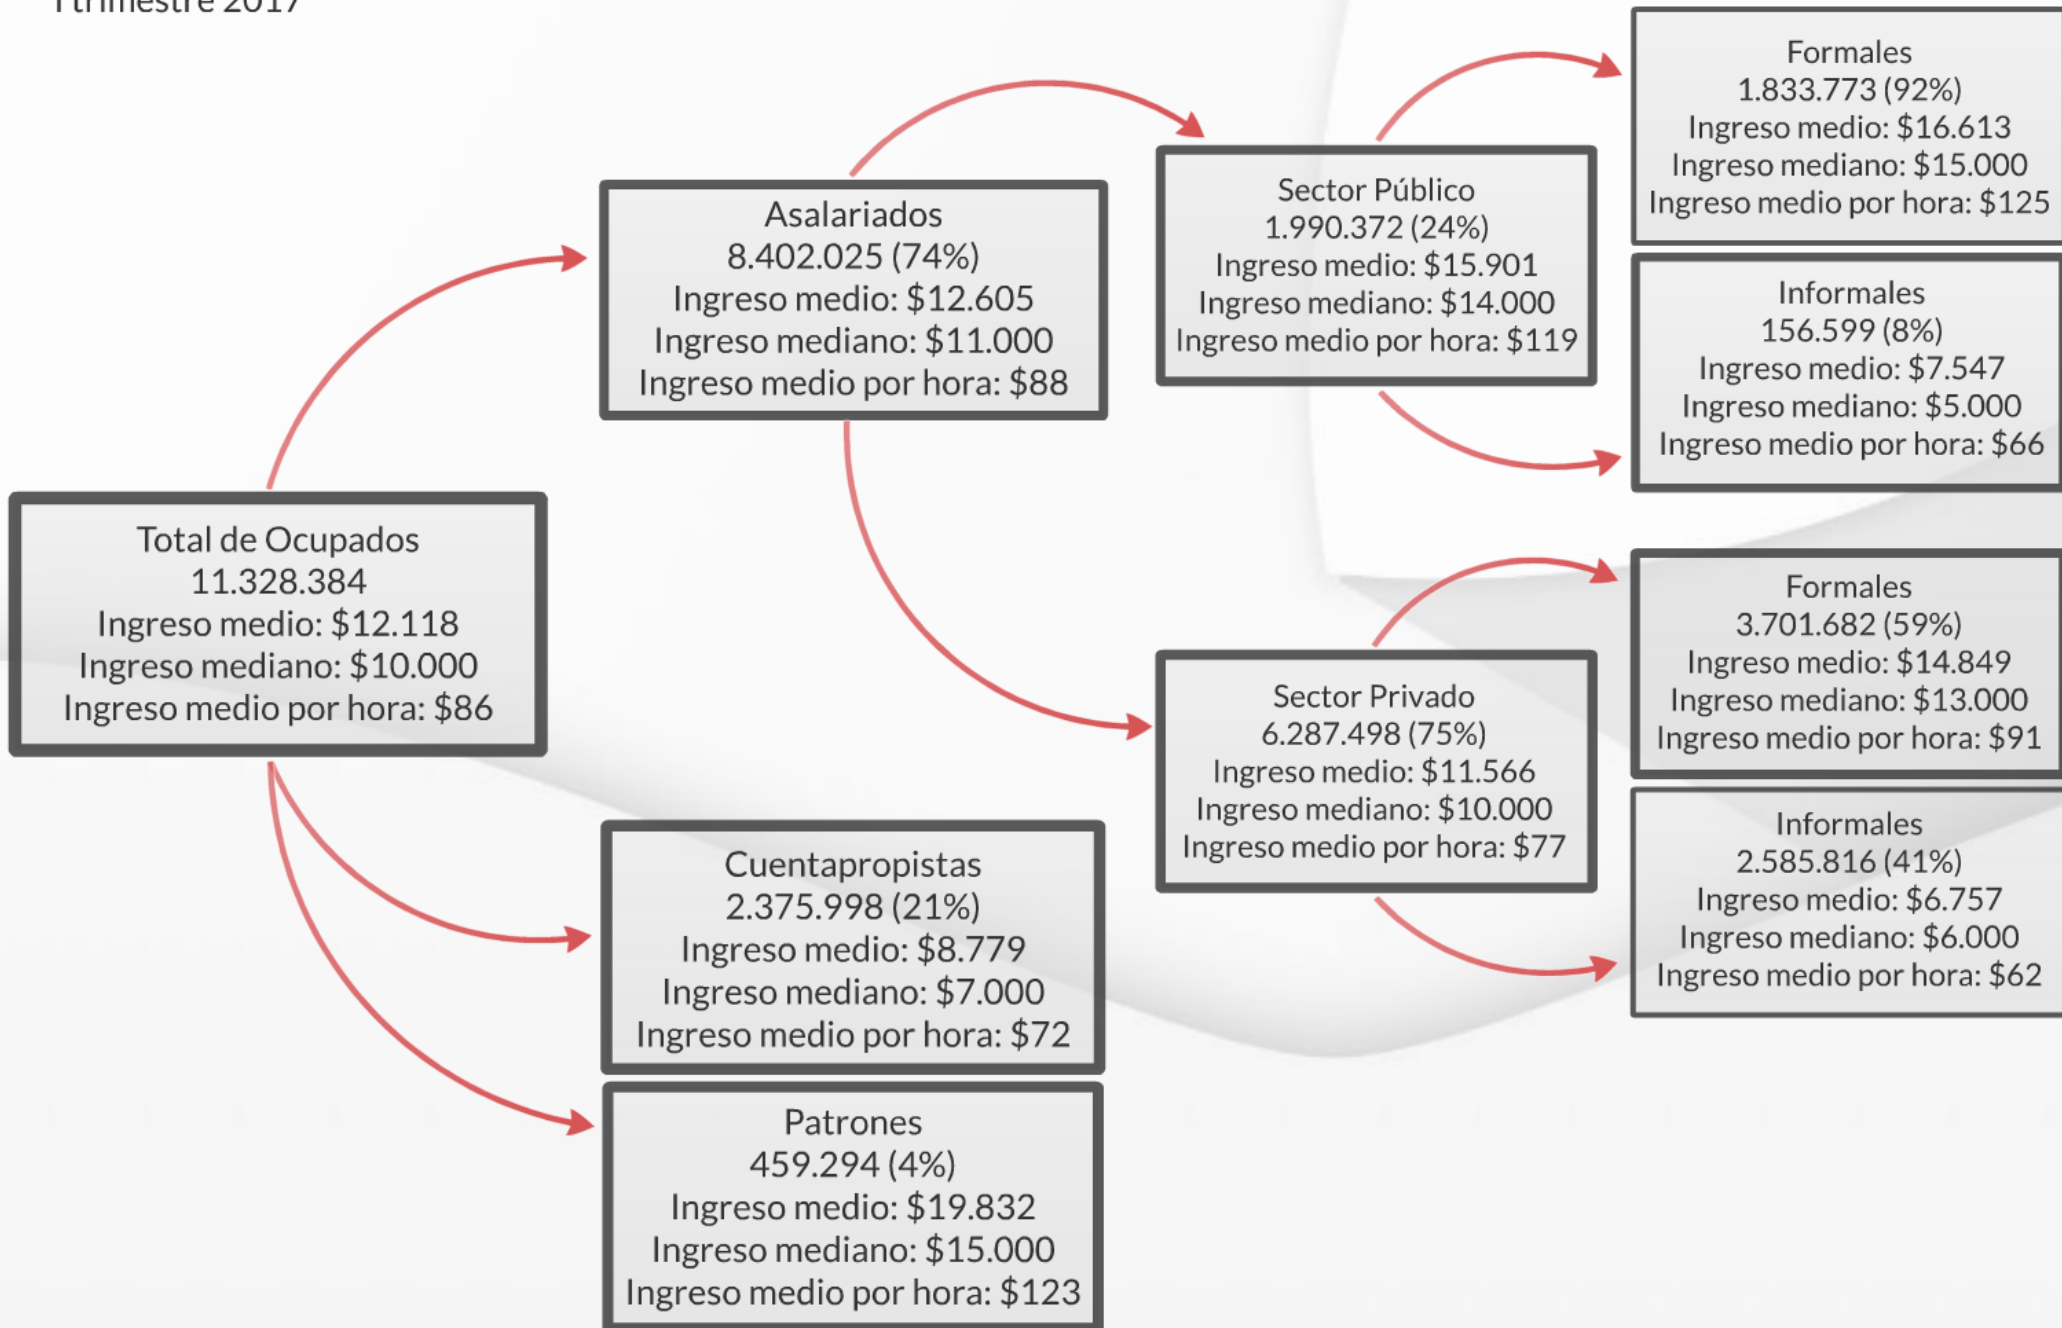 I trimestre 2017
Total de Ocupados
11.328.384
Ingreso medio: $12.118
Ingreso mediano: $10.000
Ingreso medio por hora: $86
Asalariados
8.402.025 (74%)
Ingreso medio: $12.605
Ingreso mediano: $11.000
Ingreso medio por hora: $88
Cuentapropistas
2.375.998 (21%)
Ingreso medio: $8.779
Ingreso mediano: $7.000
Ingreso medio por hora: $72
Patrones
459.294 (4%)
Ingreso medio: $19.832
Ingreso mediano: $15.000
Ingreso medio por hora: $123
Sector Público
1.990.372 (24%)
Ingreso medio: $15.901
Ingreso mediano: $14.000
Ingreso medio por hora: $119
Sector Privado
6.287.498 (75%)
Ingreso medio: $11.566
Ingreso mediano: $10.000
Ingreso medio por hora: $77
Formales
1.833.773 (92%)
Ingreso medio: $16.613
Ingreso mediano: $15.000
Ingreso medio por hora: $125
Informales
156.599 (8%)
Ingreso medio: $7.547
Ingreso mediano: $5.000
Ingreso medio por hora: $66
Formales
3.701.682 (59%)
Ingreso medio: $14.849
Ingreso mediano: $13.000
Ingreso medio por hora: $91
Informales
2.585.816 (41%)
Ingreso medio: $6.757
Ingreso mediano: $6.000
Ingreso medio por hora: $62